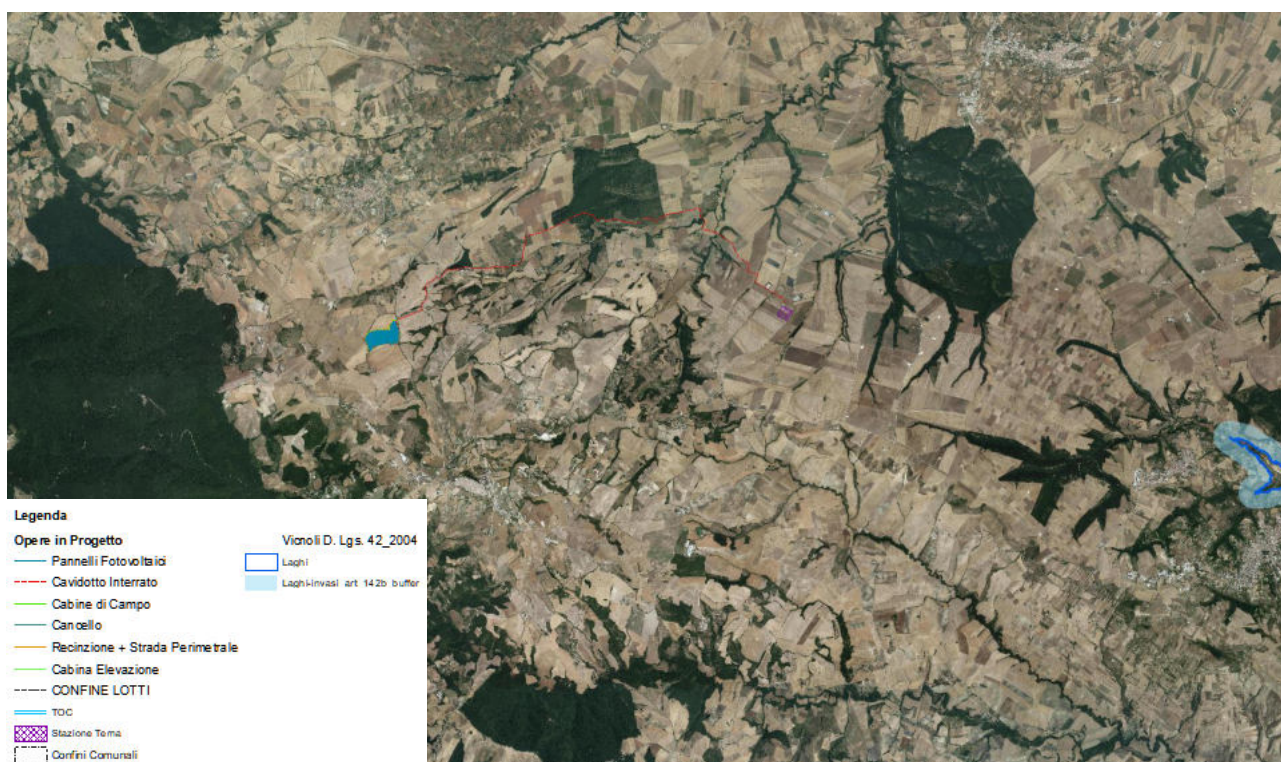 Legenda
Opere in Progetto
Pannelli Fotovoltaici
Cavidotto Interrato
Cabine di Campo
Cancello
Recinzione + Strada Perimetrale
Cabina Elevazione
CONFINE LOTTI
TOC
Stazione Terna
Confini Comunali
Vicnoli D. Lgs. 42_2004
Laghi
Laghi-invasi art 142b buffer